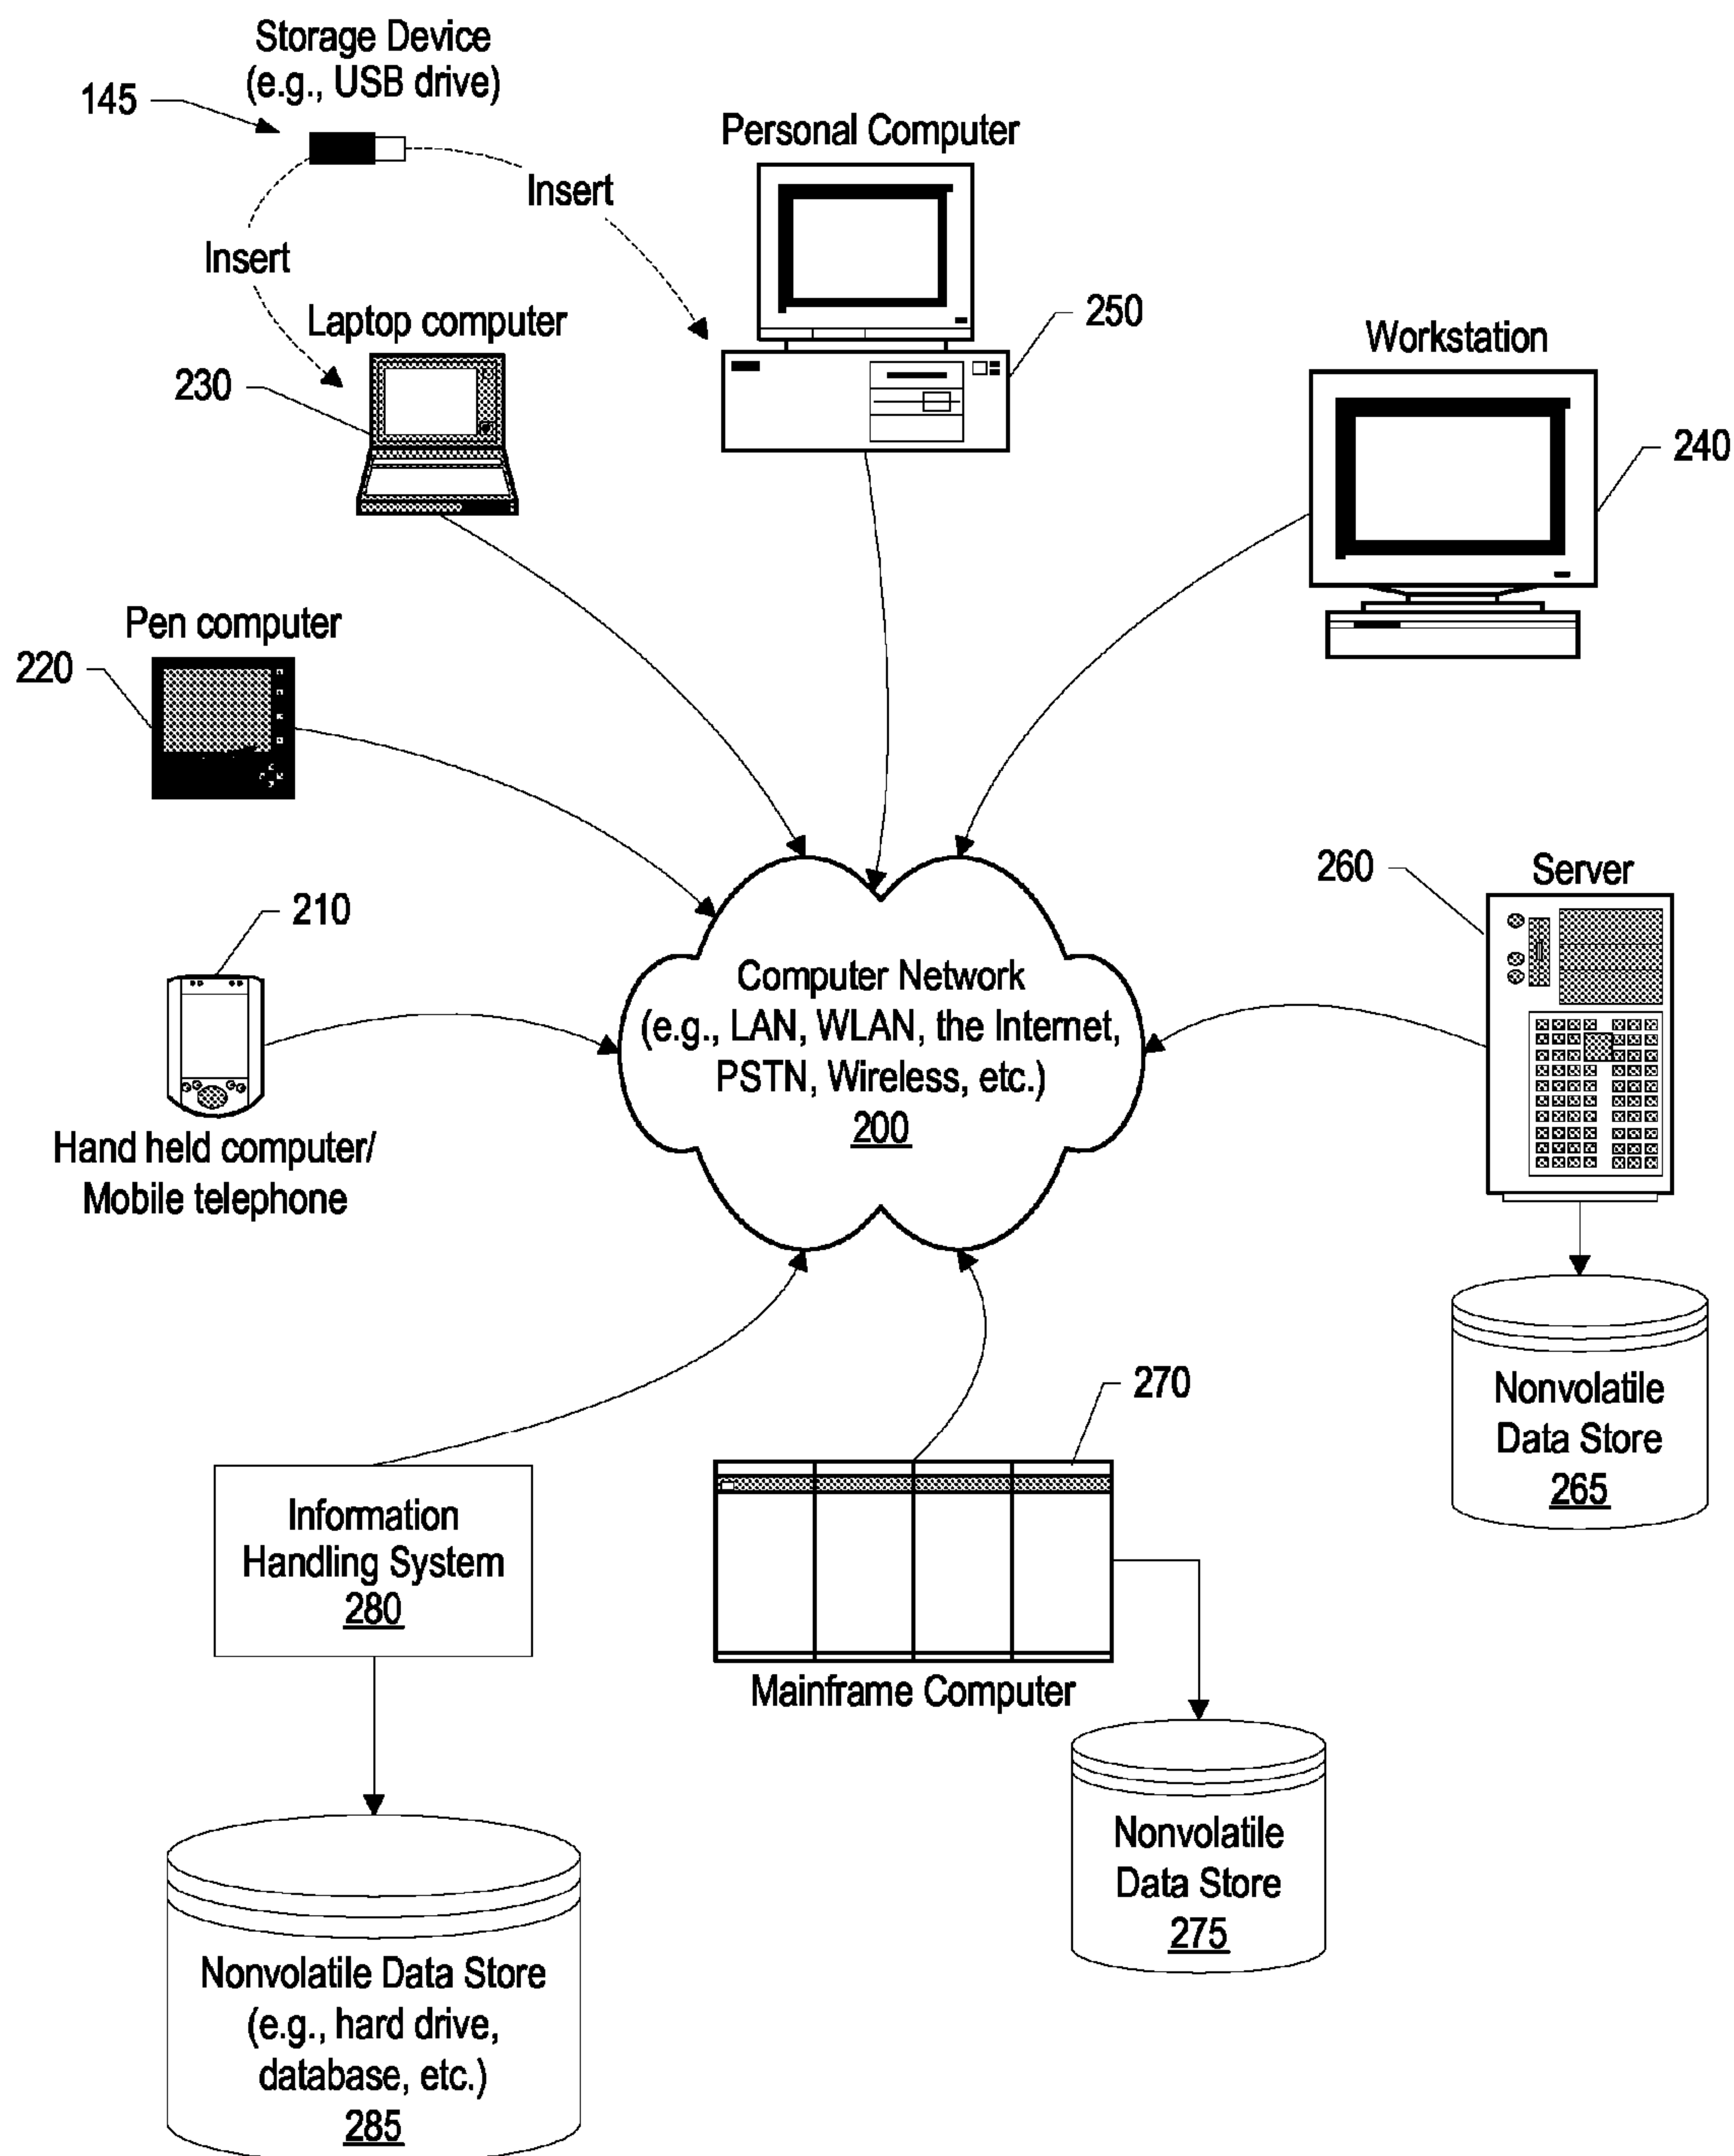 Storage Device
(e.g., USB drive)
145
Personal Computer
Insert
Insert
Laptop computer
250
Workstation
230
240
Pen computer
220
260
Server
210
Computer Network
(e.g., LAN, WLAN, the Internet,
PSTN, Wireless, etc.)
200
Hand held computer/
Mobile telephone
270
Nonvolatile
Data Store
265
Information
Handling System
280
Mainframe Computer
Nonvolatile
Data Store
275
Nonvolatile Data Store
(e.g., hard drive,
database, etc.)
285